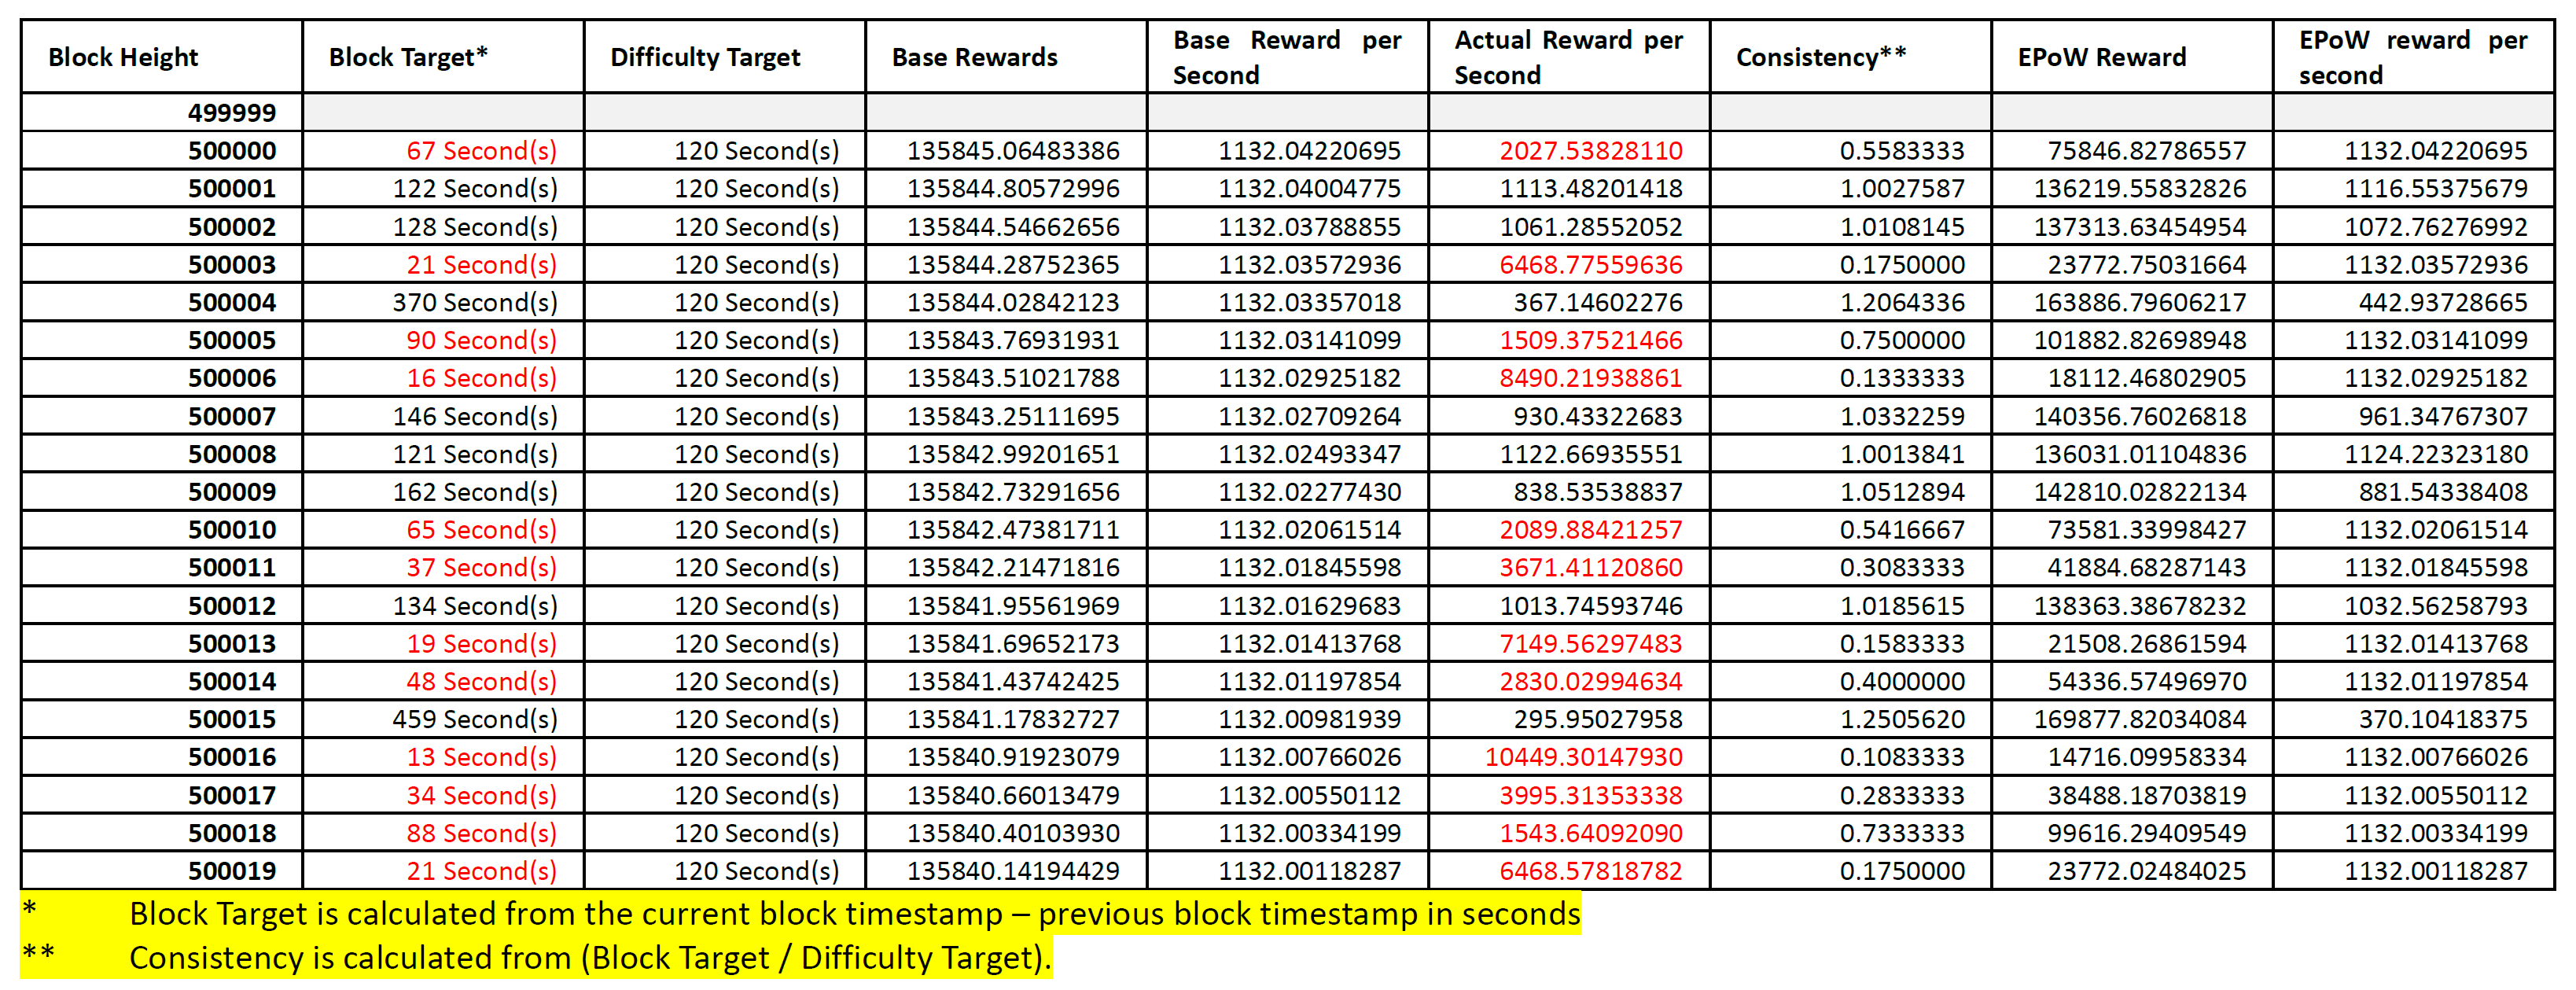 Block Height Block Target* Difficulty Target Base Rewards Base Reward per Second Actual Reward per Second Consistency** EPoW Reward EPoW reward per second
499999
500000 67 Second(s) 120 Second(s) 135845.06483386 1132.04220695 2027.53828110 0.5583333 75846.82786557 1132.04220695
500001 122 Second(s) 120 Second(s) 135844.80572996 1132.04004775 1113.48201418 1.0027587 136219.55832826 1116.55375679
500002 128 Second(s) 120 Second(s) 135844.54662656 1132.03788855 1061.28552052 1.0108145 137313.63454954 1072.76276992
500003 21 Second(s) 120 Second(s) 135844.28752365 1132.03572936 6468.77559636 0.1750000 23772.75031664 1132.03572936
500004 370 Second(s) 120 Second(s) 135844.02842123 1132.03357018 367.14602276 1.2064336 163886.79606217 442.93728665
500005 90 Second(s) 120 Second(s) 135843.76931931 1132.03141099 1509.37521466 0.7500000 101882.82698948 1132.03141099
500006 16 Second(s) 120 Second(s) 135843.51021788 1132.02925182 8490.21938861 0.1333333 18112.46802905 1132.02925182
500007 146 Second(s) 120 Second(s) 135843.25111695 1132.02709264 930.43322683 1.0332259 140356.76026818 961.34767307
500008 121 Second(s) 120 Second(s) 135842.99201651 1132.02493347 1122.66935551 1.0013841 136031.01104836 1124.22323180
500009 162 Second(s) 120 Second(s) 135842.73291656 1132.02277430 838.53538837 1.0512894 142810.02822134 881.54338408
500010 65 Second(s) 120 Second(s) 135842.47381711 1132.02061514 2089.88421257 0.5416667 73581.33998427 1132.02061514
500011 37 Second(s) 120 Second(s) 135842.21471816 1132.01845598 3671.41120860 0.3083333 41884.68287143 1132.01845598
500012 134 Second(s) 120 Second(s) 135841.95561969 1132.01629683 1013.74593746 1.0185615 138363.38678232 1032.56258793
500013 19 Second(s) 120 Second(s) 135841.69652173 1132.01413768 7149.56297483 0.1583333 21508.26861594 1132.01413768
500014 48 Second(s) 120 Second(s) 135841.43742425 1132.01197854 2830.02994634 0.4000000 54336.57496970 1132.01197854
500015 459 Second(s) 120 Second(s) 135841.17832727 1132.00981939 295.95027958 1.2505620 169877.82034084 370.10418375
500016 13 Second(s) 120 Second(s) 135840.91923079 1132.00766026 10449.30147930 0.1083333 14716.09958334 1132.00766026
500017 34 Second(s) 120 Second(s) 135840.66013479 1132.00550112 3995.31353338 0.2833333 38488.18703819 1132.00550112
500018 88 Second(s) 120 Second(s) 135840.40103930 1132.00334199 1543.64092090 0.7333333 99616.29409549 1132.00334199
500019 21 Second(s) 120 Second(s) 135840.14194429 1132.00118287 6468.57818782 0.1750000 23772.02484025 1132.00118287
* Block Target is calculated from the current block timestamp – previous block timestamp in seconds
** Consistency is calculated from (Block Target / Difficulty Target).